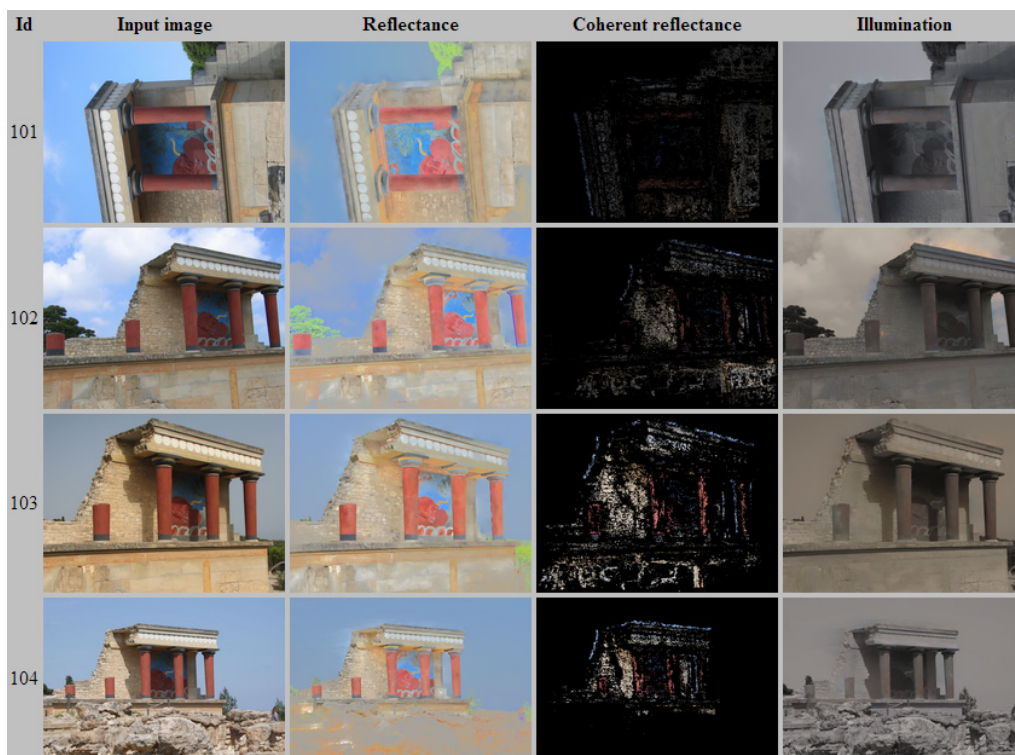 Id Input image Reflectance Coherent reflectance Illumination
101
102
103
104